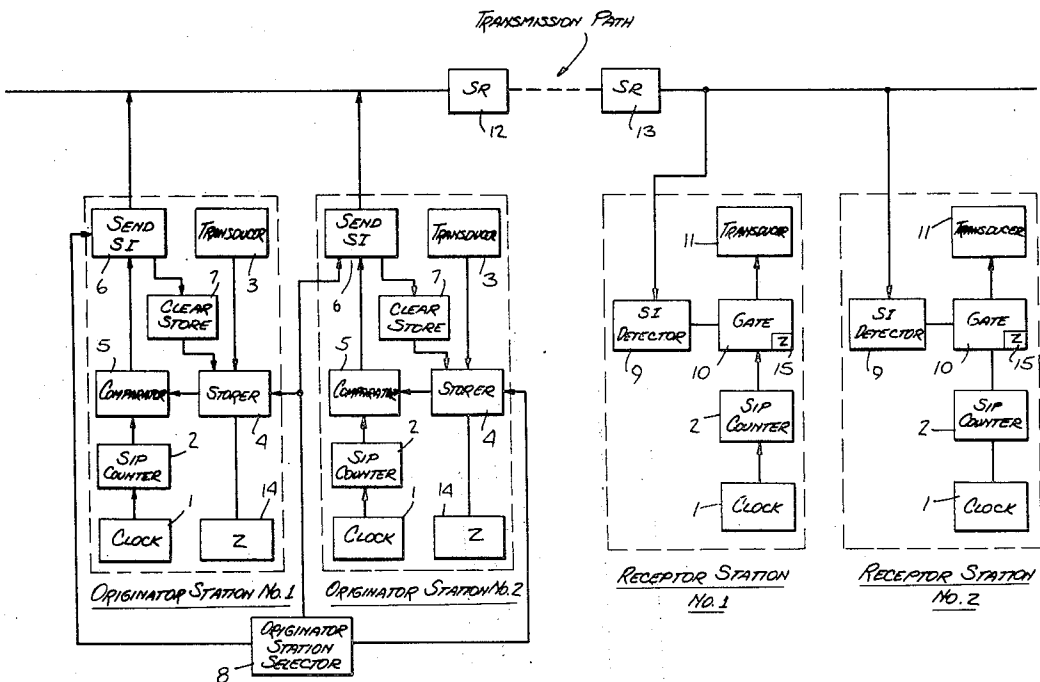 TRANSMISSION PATH
SR
12
SR
13
SEND
SI
6
TRANSDUCER
3
7
CLEAR
STORE
5
COMPARATOR
STORER
4
SIP
COUNTER
2
CLOCK
1
14
Z
ORIGINATOR STATION No. 1
SEND
SI
6
TRANSDUCER
3
7
CLEAR
STORE
5
COMPARATOR
STORER
4
SIP
COUNTER
2
CLOCK
1
14
Z
ORIGINATOR STATION No. 2
ORIGINATOR
STATION
SELECTOR
8
11
TRANSDUCER
SI
DETECTOR
9
GATE
Z
10
15
2
SIP
COUNTER
1
CLOCK
RECEPTOR STATION
No. 1
11
TRANSDUCER
SI
DETECTOR
9
GATE
Z
10
15
SIP
COUNTER
2
1
CLOCK
RECEPTOR STATION
No. 2